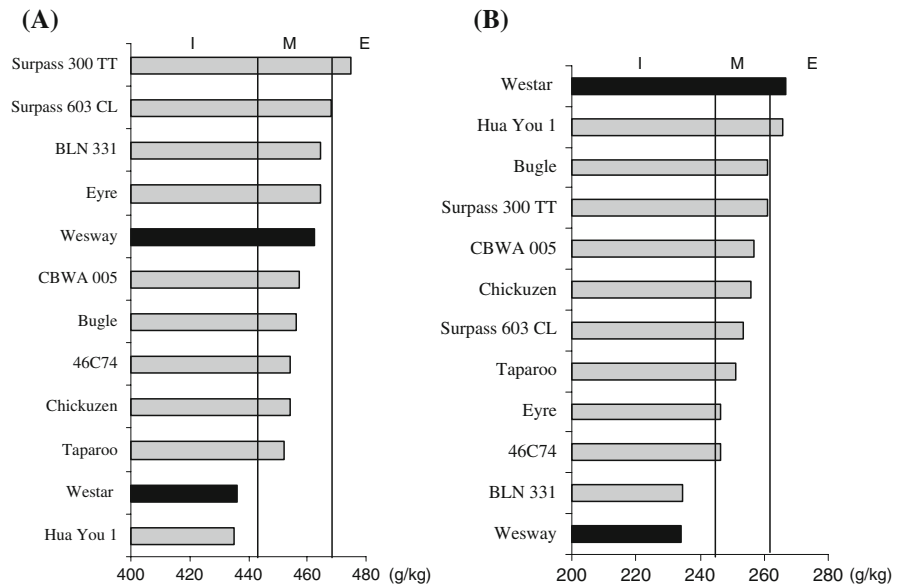 (A)
I M E
Surpass 300 TT
Surpass 603 CL
BLN 331
Eyre
Wesway
CBWA 005
Bugle
46C74
Chickuzen
Taparoo
Westar
Hua You 1
400 420 440 460 480 (g/kg)
(B)
I M E
Westar
Hua You 1
Bugle
Surpass 300 TT
CBWA 005
Chickuzen
Surpass 603 CL
Taparoo
Eyre
46C74
BLN 331
Wesway
200 220 240 260 280 (g/kg)